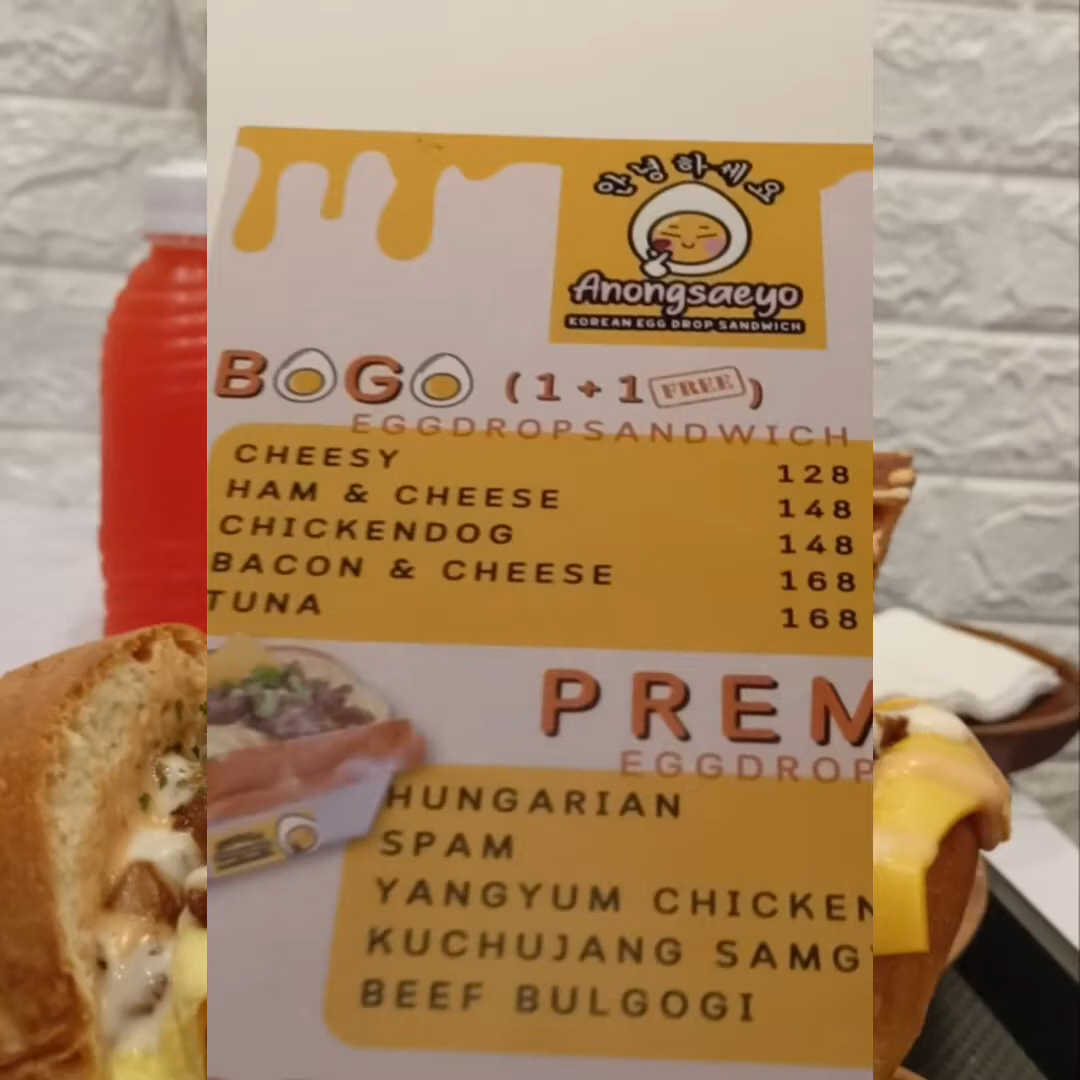 안녕하세요
Anongsaeyo
KOREAN EGG DROP SANDWICH
BOGO (1+1 FREE)
EGGDROPSANDWICH
CHEESY 128
HAM & CHEESE 148
CHICKENDOG 148
BACON & CHEESE 168
TUNA 168
PREM
EGGDROP
HUNGARIAN
SPAM
YANGYUM CHICKEN
KUCHUJANG SAMG
BEEF BULGOGI